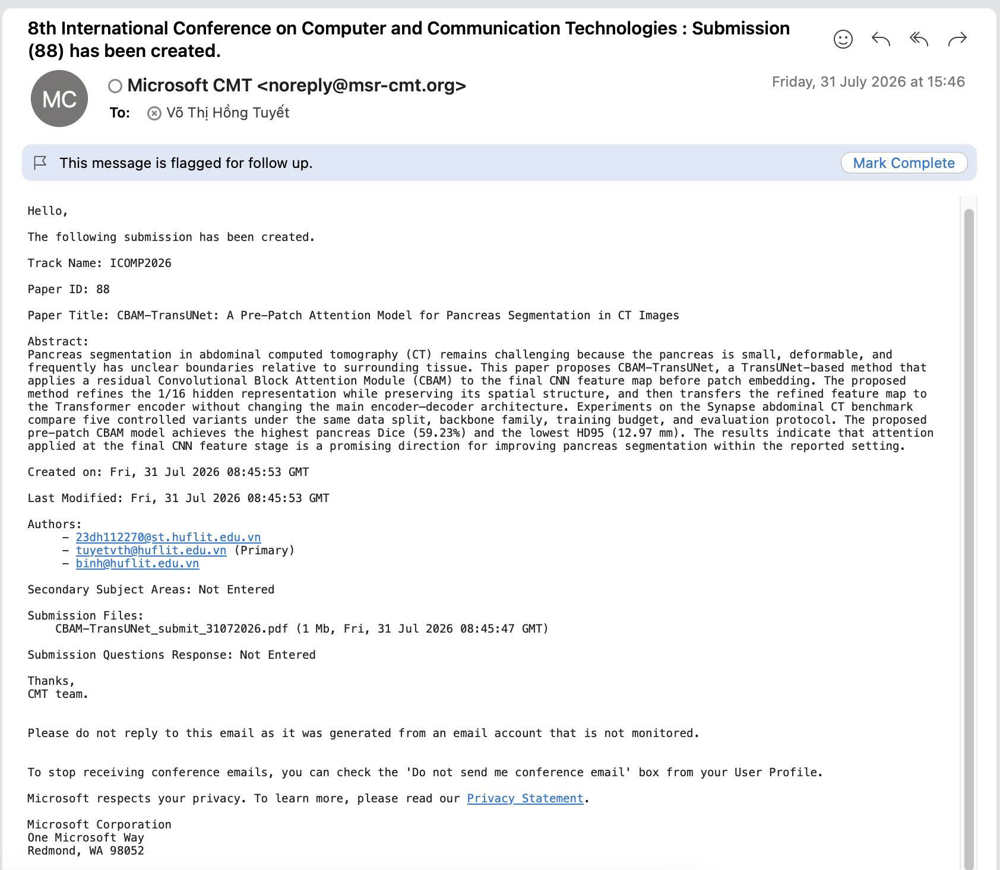 8th International Conference on Computer and Communication Technologies : Submission
(88) has been created.
MC
Microsoft CMT <noreply@msr-cmt.org>
Friday, 31 July 2026 at 15:46
To: Võ Thị Hồng Tuyết
This message is flagged for follow up.
Mark Complete
Hello,
The following submission has been created.
Track Name: ICOMP2026
Paper ID: 88
Paper Title: CBAM-TransUNet: A Pre-Patch Attention Model for Pancreas Segmentation in CT Images
Abstract:
Pancreas segmentation in abdominal computed tomography (CT) remains challenging because the pancreas is small, deformable, and
frequently has unclear boundaries relative to surrounding tissue. This paper proposes CBAM-TransUNet, a TransUNet-based method that
applies a residual Convolutional Block Attention Module (CBAM) to the final CNN feature map before patch embedding. The proposed
method refines the 1/16 hidden representation while preserving its spatial structure, and then transfers the refined feature map to
the Transformer encoder without changing the main encoder–decoder architecture. Experiments on the Synapse abdominal CT benchmark
compare five controlled variants under the same data split, backbone family, training budget, and evaluation protocol. The proposed
pre-patch CBAM model achieves the highest pancreas Dice (59.23%) and the lowest HD95 (12.97 mm). The results indicate that attention
applied at the final CNN feature stage is a promising direction for improving pancreas segmentation within the reported setting.
Created on: Fri, 31 Jul 2026 08:45:53 GMT
Last Modified: Fri, 31 Jul 2026 08:45:53 GMT
Authors:
- 23dh112270@st.huflit.edu.vn
- tuyetvth@huflit.edu.vn (Primary)
- binh@huflit.edu.vn
Secondary Subject Areas: Not Entered
Submission Files:
CBAM-TransUNet_submit_31072026.pdf (1 Mb, Fri, 31 Jul 2026 08:45:47 GMT)
Submission Questions Response: Not Entered
Thanks,
CMT team.
Please do not reply to this email as it was generated from an email account that is not monitored.
To stop receiving conference emails, you can check the 'Do not send me conference email' box from your User Profile.
Microsoft respects your privacy. To learn more, please read our Privacy Statement.
Microsoft Corporation
One Microsoft Way
Redmond, WA 98052